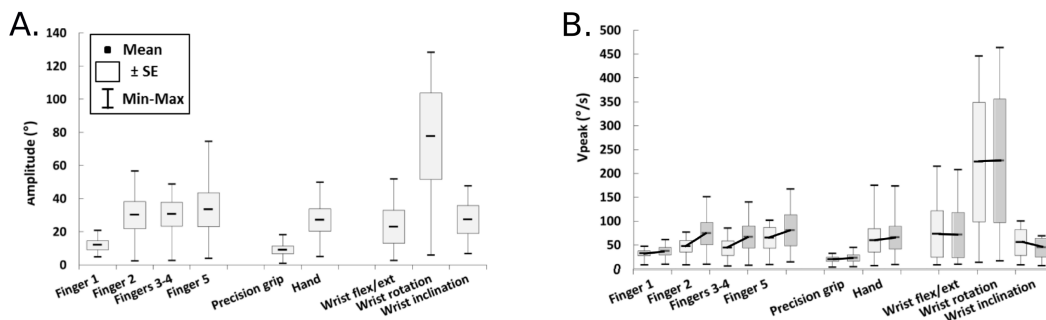 A.
140
120
100
80
60
40
20
0
Amplitude (°)
Mean
± SE
Min-Max
Finger 1
Finger 2
Fingers 3-4
Finger 5
Precision grip
Hand
Wrist flex/ext
Wrist rotation
Wrist inclination
B.
500
450
400
350
300
250
200
150
100
50
0
Vpeak (°/s)
Finger 1
Finger 2
Fingers 3-4
Finger 5
Precision grip
Hand
Wrist flex/ext
Wrist rotation
Wrist inclination